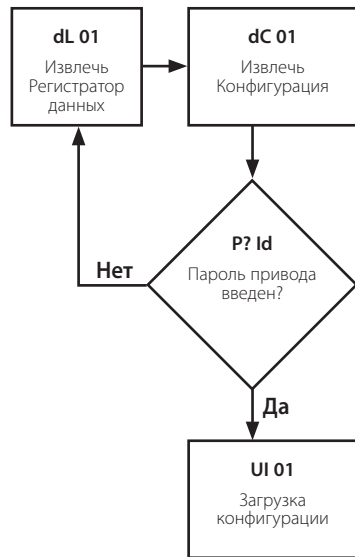 dL 01
Извлечь
Регистратор
данных
dC 01
Извлечь
Конфигурация
P? Id
Пароль привода
введен?
Нет
Да
UI 01
Загрузка
конфигурации